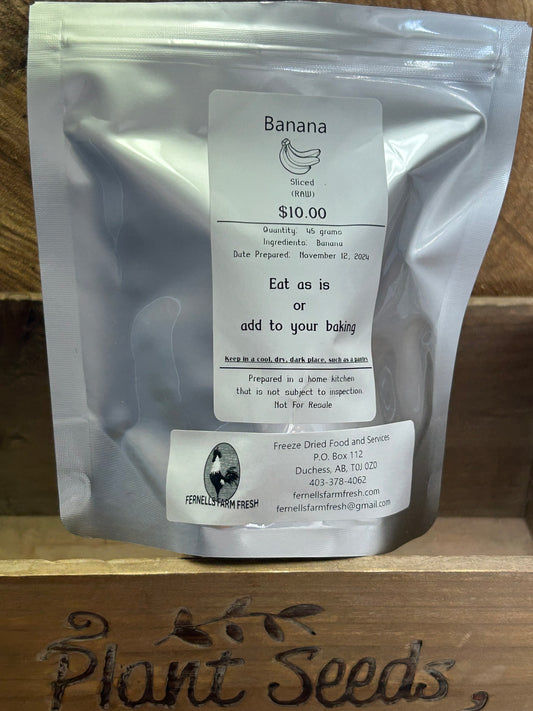 Banana
Sliced
(RAW)
$10.00
Quantity: 45 grams
Ingredients: Banana
Date Prepared: November 12, 2024
Eat as is
or
add to your baking
Keep in a cool, dry, dark place, such as a pantry
Prepared in a home kitchen
that is not subject to inspection.
Not For Resale
FERNELLS FARM FRESH
Freeze Dried Food and Services
P.O. Box 112
Duchess, AB, T0J 0Z0
403-378-4062
fernellsfarmfresh.com
fernellsfarmfresh@gmail.com
Plant Seeds,